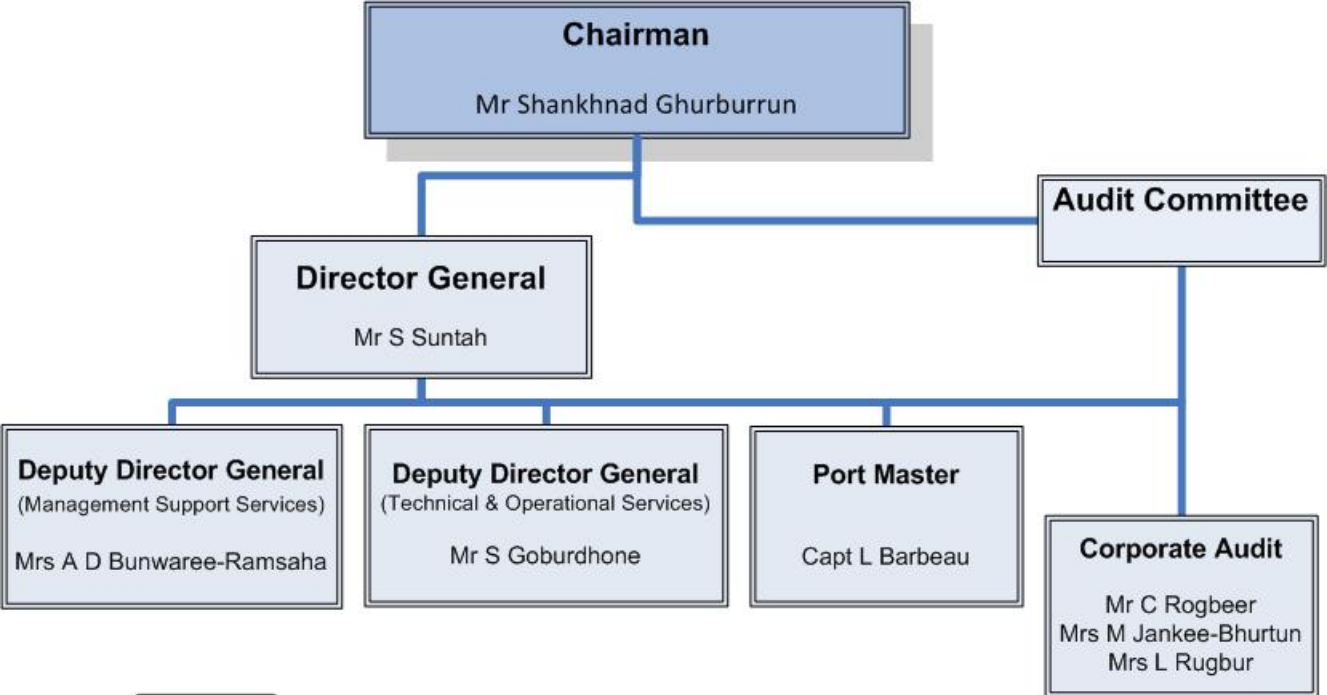 Chairman
Mr Shankhnad Ghurburrun
Audit Committee
Director General
Mr S Suntah
Deputy Director General
(Management Support Services)
Mrs A D Bunwaree-Ramsaha
Deputy Director General
(Technical & Operational Services)
Mr S Goburdhone
Port Master
Capt L Barbeau
Corporate Audit
Mr C Rogbeer
Mrs M Jankee-Bhurtun
Mrs L Rugbur